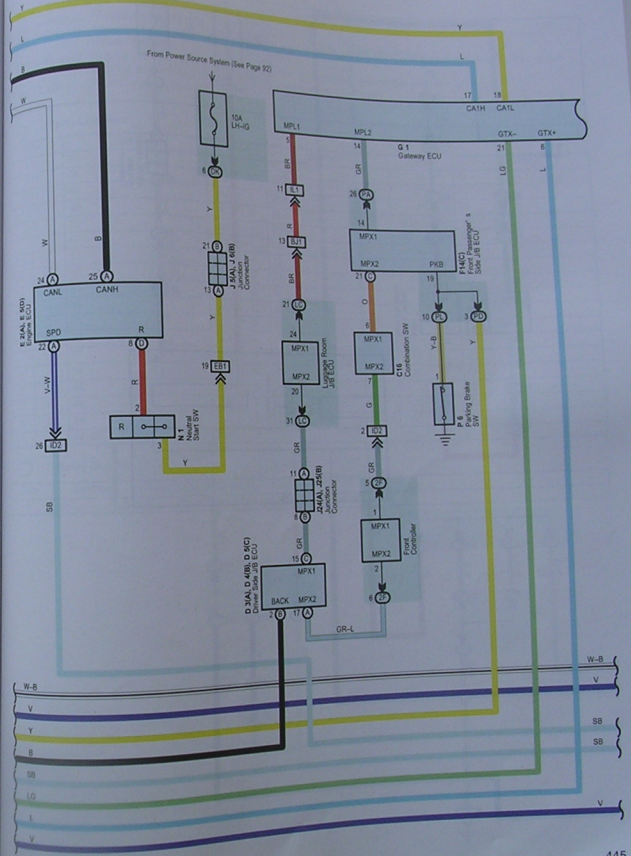 Y
Y
L
L
B
W
From Power Source System (See Page 92)
10A
LH-IG
17
18
CA1H
CA1L
MPL1
MPL2
GTX–
GTX+
5
14
G 1
Gateway ECU
21
6
BR
GR
LG
L
8
DK
11
IL1
26
PA
W
B
Y
R
14
MPX1
F14(C)
Front Passenger' s
Side J/B ECU
21
B
13
BJ1
J 5(A), J 6(B)
Junction
Connector
MPX2
PKB
24
A
25
A
BR
21
C
19
CANL
CANH
13
A
21
LC
O
10
PL
3
PD
E 2(A), E 5(D)
Engine ECU
SPD
R
Y
24
6
Y–B
Y
22
A
8
D
MPX1
MPX2
Luggage Room
J/B ECU
MPX1
MPX2
C16
Combination SW
19
EB1
V–W
R
20
7
1
2
R
N 1
Neutral
Start SW
31
LC
G
P 6
Parking Brake
SW
26
ID2
3
2
ID2
GR
GR
Y
11
A
5
2F
SB
J24(A), J25(B)
Junction
Connector
8
B
1
MPX1
MPX2
Front
Controller
GR
D 3(A), D 4(B), D 5(C)
Driver Side J/B ECU
15
C
MPX1
2
BACK
MPX2
6
2F
2
B
17
A
GR–L
W–B
W–B
V
V
Y
SB
B
SB
SB
LG
L
V
V
445